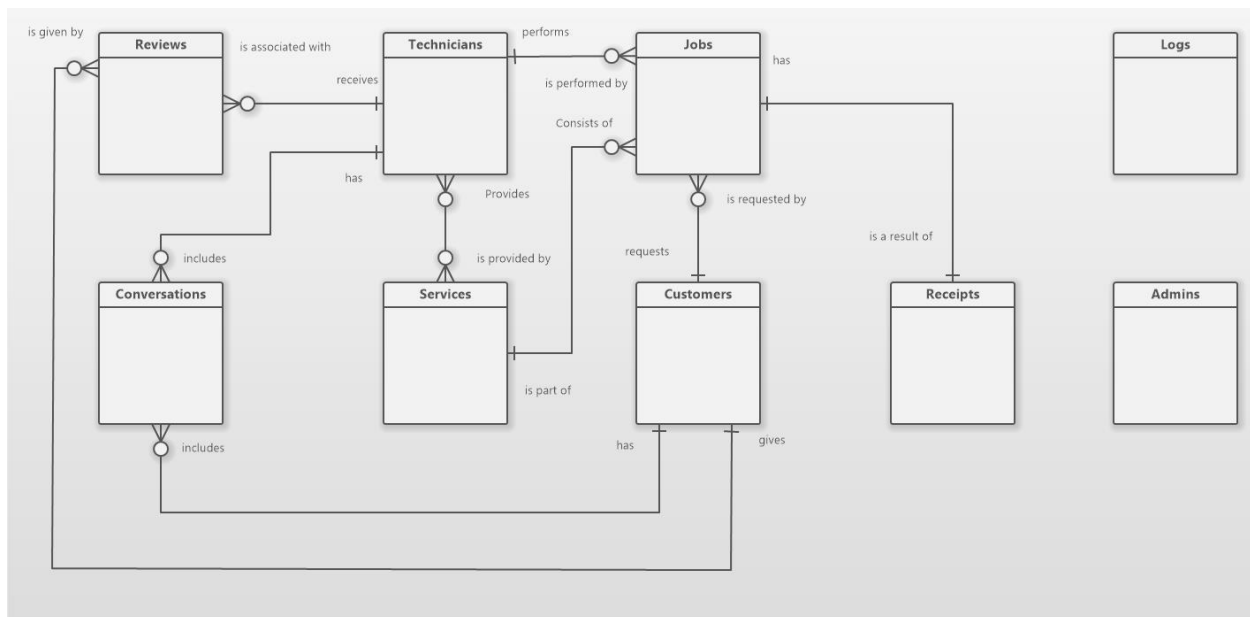 is given by
Reviews
is associated with
Technicians
performs
Jobs
has
Logs
receives
is performed by
Consists of
has
Provides
is requested by
is a result of
includes
is provided by
requests
Conversations
Services
Customers
Receipts
Admins
is part of
includes
has
gives